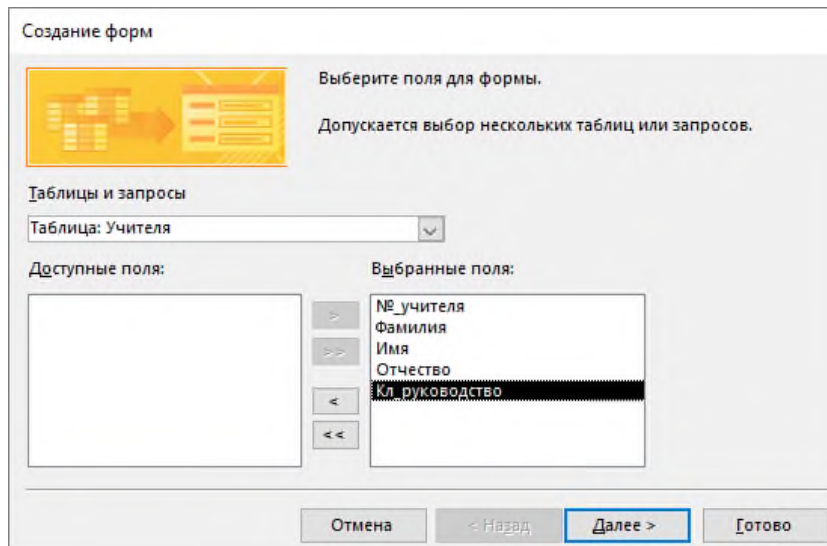 Создание форм
Выберите поля для формы.
Допускается выбор нескольких таблиц или запросов.
Таблицы и запросы
Таблица: Учителя
Доступные поля:
Выбранные поля:
>
>>
<
<<
№_учителя
Фамилия
Имя
Отчество
Кл_руководство
Отмена
< Назад
Далее >
Готово